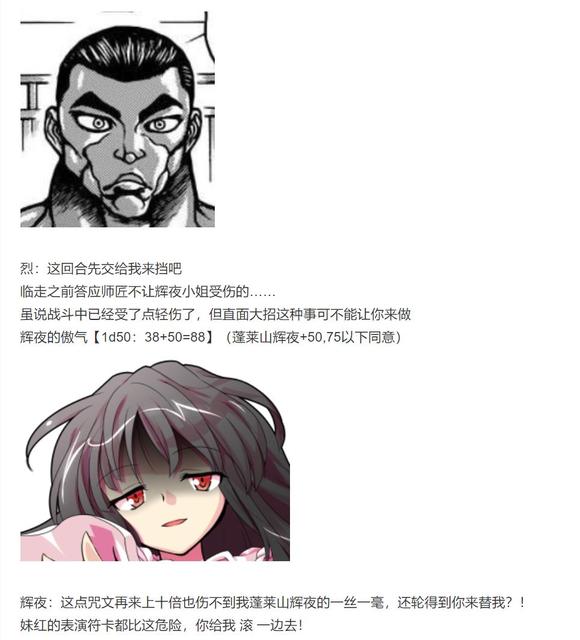 烈：这回合先交给我来挡吧
临走之前答应师匠不让辉夜小姐受伤的……
虽说战斗中已经受了点轻伤了，但直面大招这种事可不能让你来做
辉夜的傲气【1d50：38+50=88】（蓬莱山辉夜+50,75以下同意）
辉夜：这点咒文再来上十倍也伤不到我蓬莱山辉夜的一丝一毫，还轮得到你来替我？！
妹红的表演符卡都比这危险，你给我 滚 一边去！